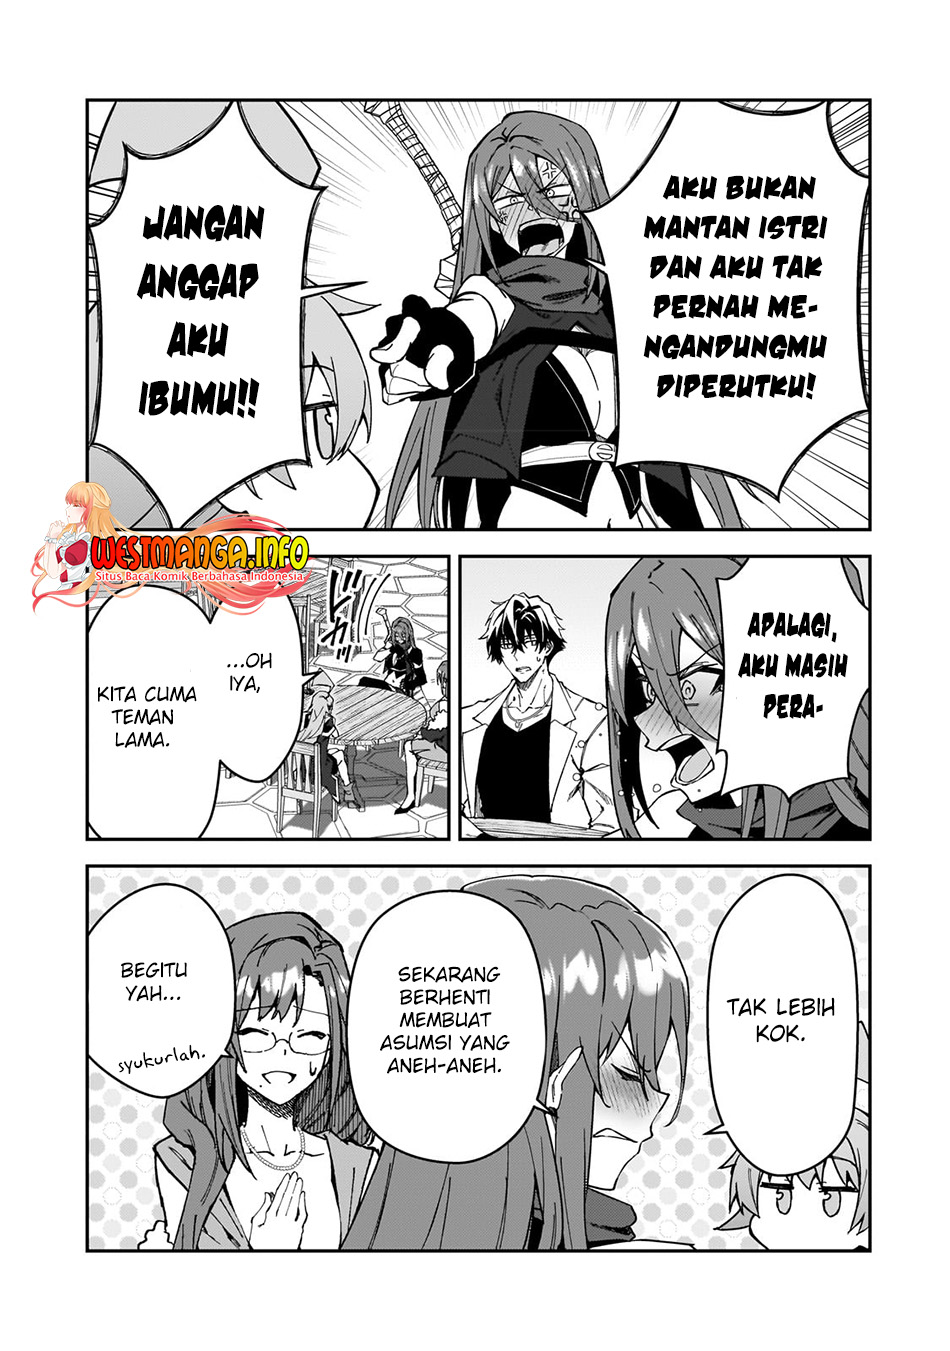 AKU BUKAN
MANTAN ISTRI
DAN AKU TAK
PERNAH ME-
NGANDUNGMU
DIPERUTKU!
JANGAN
ANGGAP
AKU
IBUMU!!
WESTMANGA.INFO
Situs Baca Komik Berbahasa Indonesia
APALAGI,
AKU MASIH
PERA-
...OH
IYA,
KITA CUMA
TEMAN
LAMA.
TAK LEBIH
KOK.
SEKARANG
BERHENTI
MEMBUAT
ASUMSI YANG
ANEH-ANEH.
BEGITU
YAH...
syukurlah.